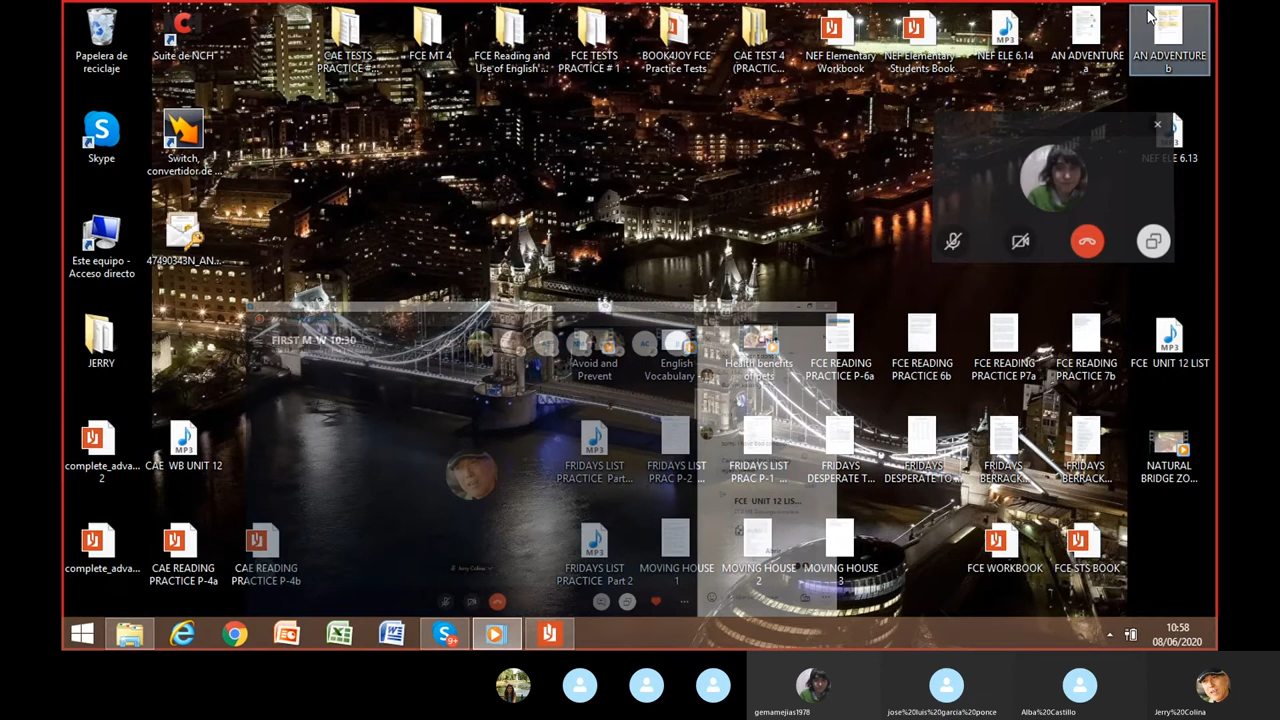 Papelera de
reciclaje
Suite de NCH
CAE TESTS
PRACTICE #...
FCE MT 4
FCE Reading and
Use of English ...
FCE TESTS
PRACTICE # 1
BOOK4JOY FCE
Practice Tests
CAE TEST 4
(PRACTIC...
NEF Elementary
Workbook
NEF Elementary
Students Book
MP3
NEF ELE 6.14
AN ADVENTURE
a
AN ADVENTURE
b
Skype
Switch,
convertidor de ...
NEF ELE 6.13
Este equipo -
Acceso directo
47490343N_AN...
JERRY
FIRST M-W 10:30
Avoid and
Prevent
English
Vocabulary -...
Health benefits
of pets
FCE READING
PRACTICE P-6a
FCE READING
PRACTICE 6b
FCE READING
PRACTICE P7a
FCE READING
PRACTICE 7b
MP3
FCE UNIT 12 LIST
complete_adva...
2
MP3
CAE WB UNIT 12
MP3
FRIDAYS LIST
PRACTICE Part...
FRIDAYS LIST
PRAC P-2 ...
FRIDAYS LIST
PRAC P-1 ...
FRIDAYS
DESPERATE T...
FRIDAYS
DESPERATE TO...
FRIDAYS
BERRACK...
FRIDAYS
BERRACK...
NATURAL
BRIDGE ZO...
FCE UNIT 12 LIS...
complete_adva...
CAE READING
PRACTICE P-4a
CAE READING
PRACTICE P-4b
Jerry Colina
MP3
FRIDAYS LIST
PRACTICE Part 2
MOVING HOUSE
1
MOVING HOUSE
2
MOVING HOUSE
3
FCE WORKBOOK
FCE STS BOOK
9+
10:58
08/06/2020
gemamejias1978
jose%20luis%20garcia%20ponce
Alba%20Castillo
Jerry%20Colina